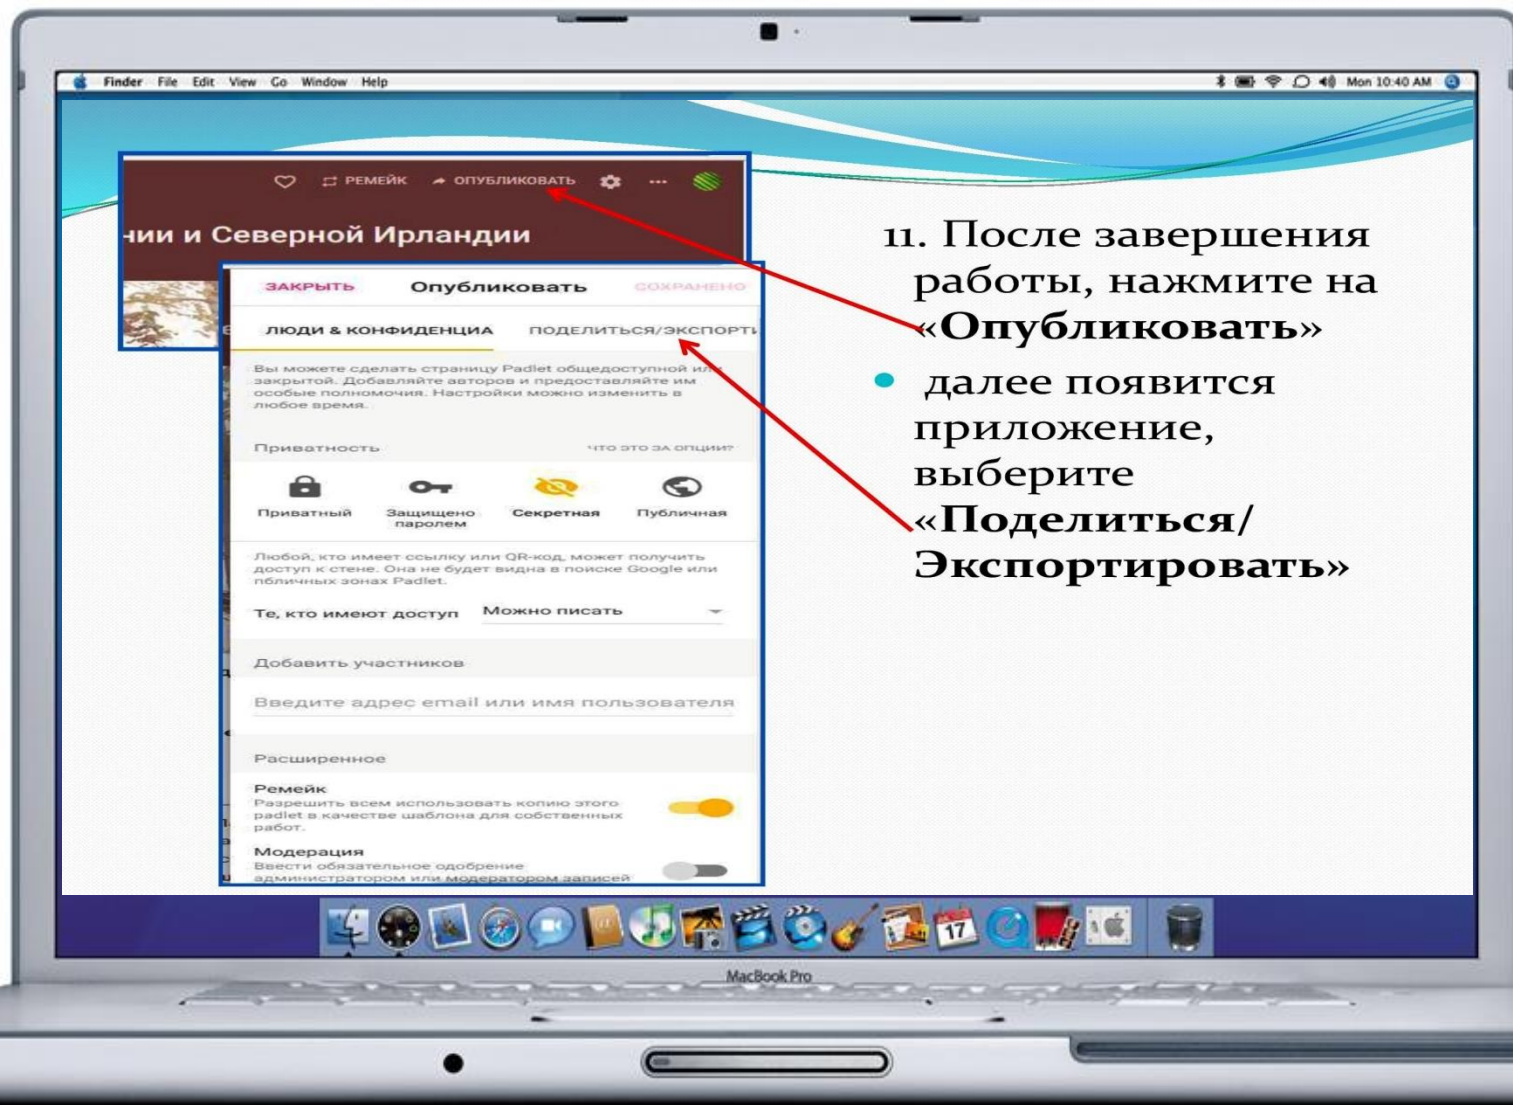 Finder File Edit View Go Window Help
Mon 10:40 AM
РЕМЕЙК
ОПУБЛИКОВАТЬ
нии и Северной Ирландии
ЗАКРЫТЬ Опубликовать СОХРАНЕНО
ЛЮДИ & КОНФИДЕНЦИА ПОДЕЛИТЬСЯ/ЭКСПОРТИ
Вы можете сделать страницу Padlet общедоступной или
закрытой. Добавляйте авторов и предоставляйте им
особые полномочия. Настройки можно изменить в
любое время.
Приватность ЧТО ЭТО ЗА ОПЦИИ?
Приватный
Защищено
паролем
Секретная
Публичная
Любой, кто имеет ссылку или QR-код, может получить
доступ к стене. Она не будет видна в поиске Google или
пбличных зонах Padlet.
Те, кто имеют доступ Можно писать
Добавить участников
Введите адрес email или имя пользователя
Расширенное
Ремейк
Разрешить всем использовать копию этого
padlet в качестве шаблона для собственных
работ.
Модерация
Ввести обязательное одобрение
администратором или модератором записей
11. После завершения
работы, нажмите на
«Опубликовать»
далее появится
приложение,
выберите
«Поделиться/
Экспортировать»
17
MacBook Pro